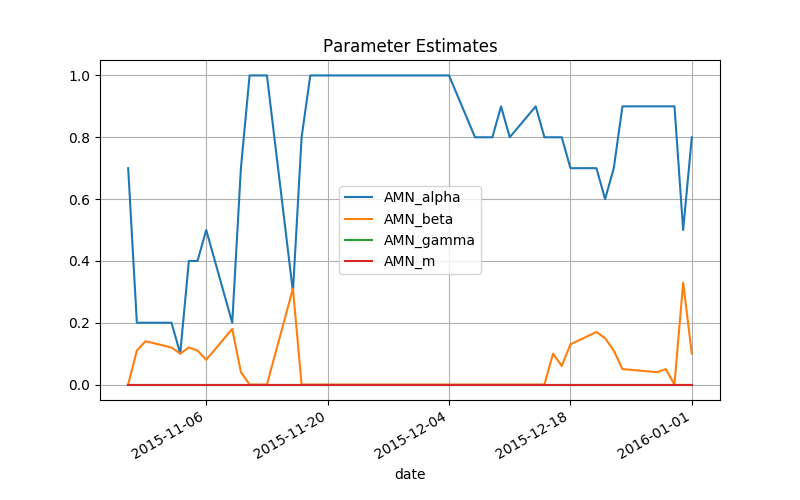 Parameter Estimates
1.0
0.8
0.6
0.4
0.2
0.0
AMN_alpha
AMN_beta
AMN_gamma
AMN_m
2015-11-06
2015-11-20
2015-12-04
2015-12-18
2016-01-01
date